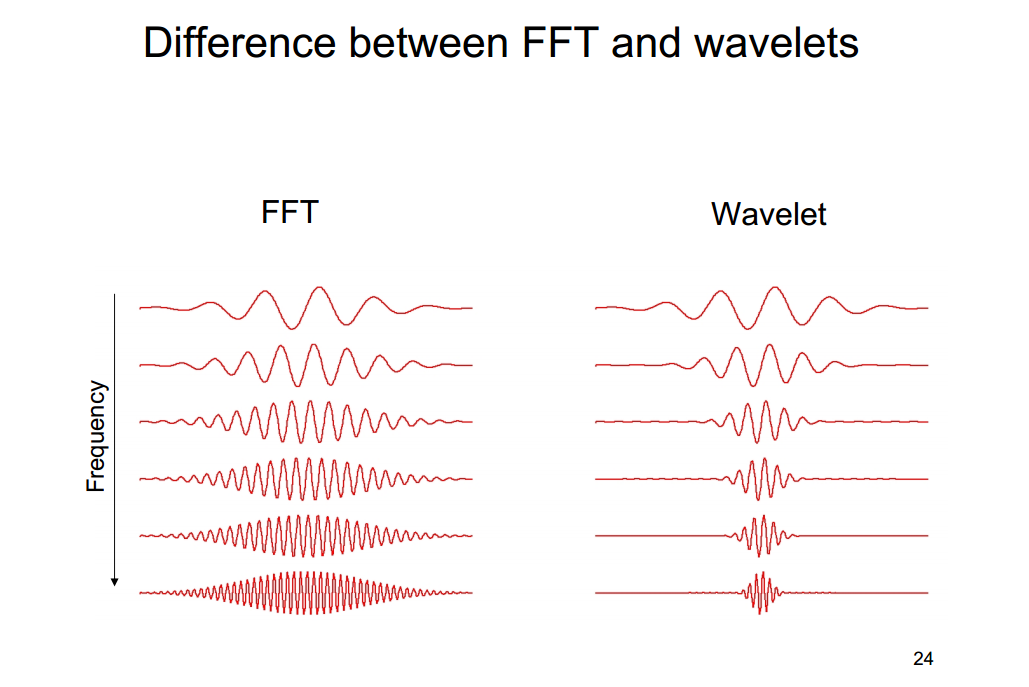 Difference between FFT and wavelets
FFT
Wavelet
Frequency
24